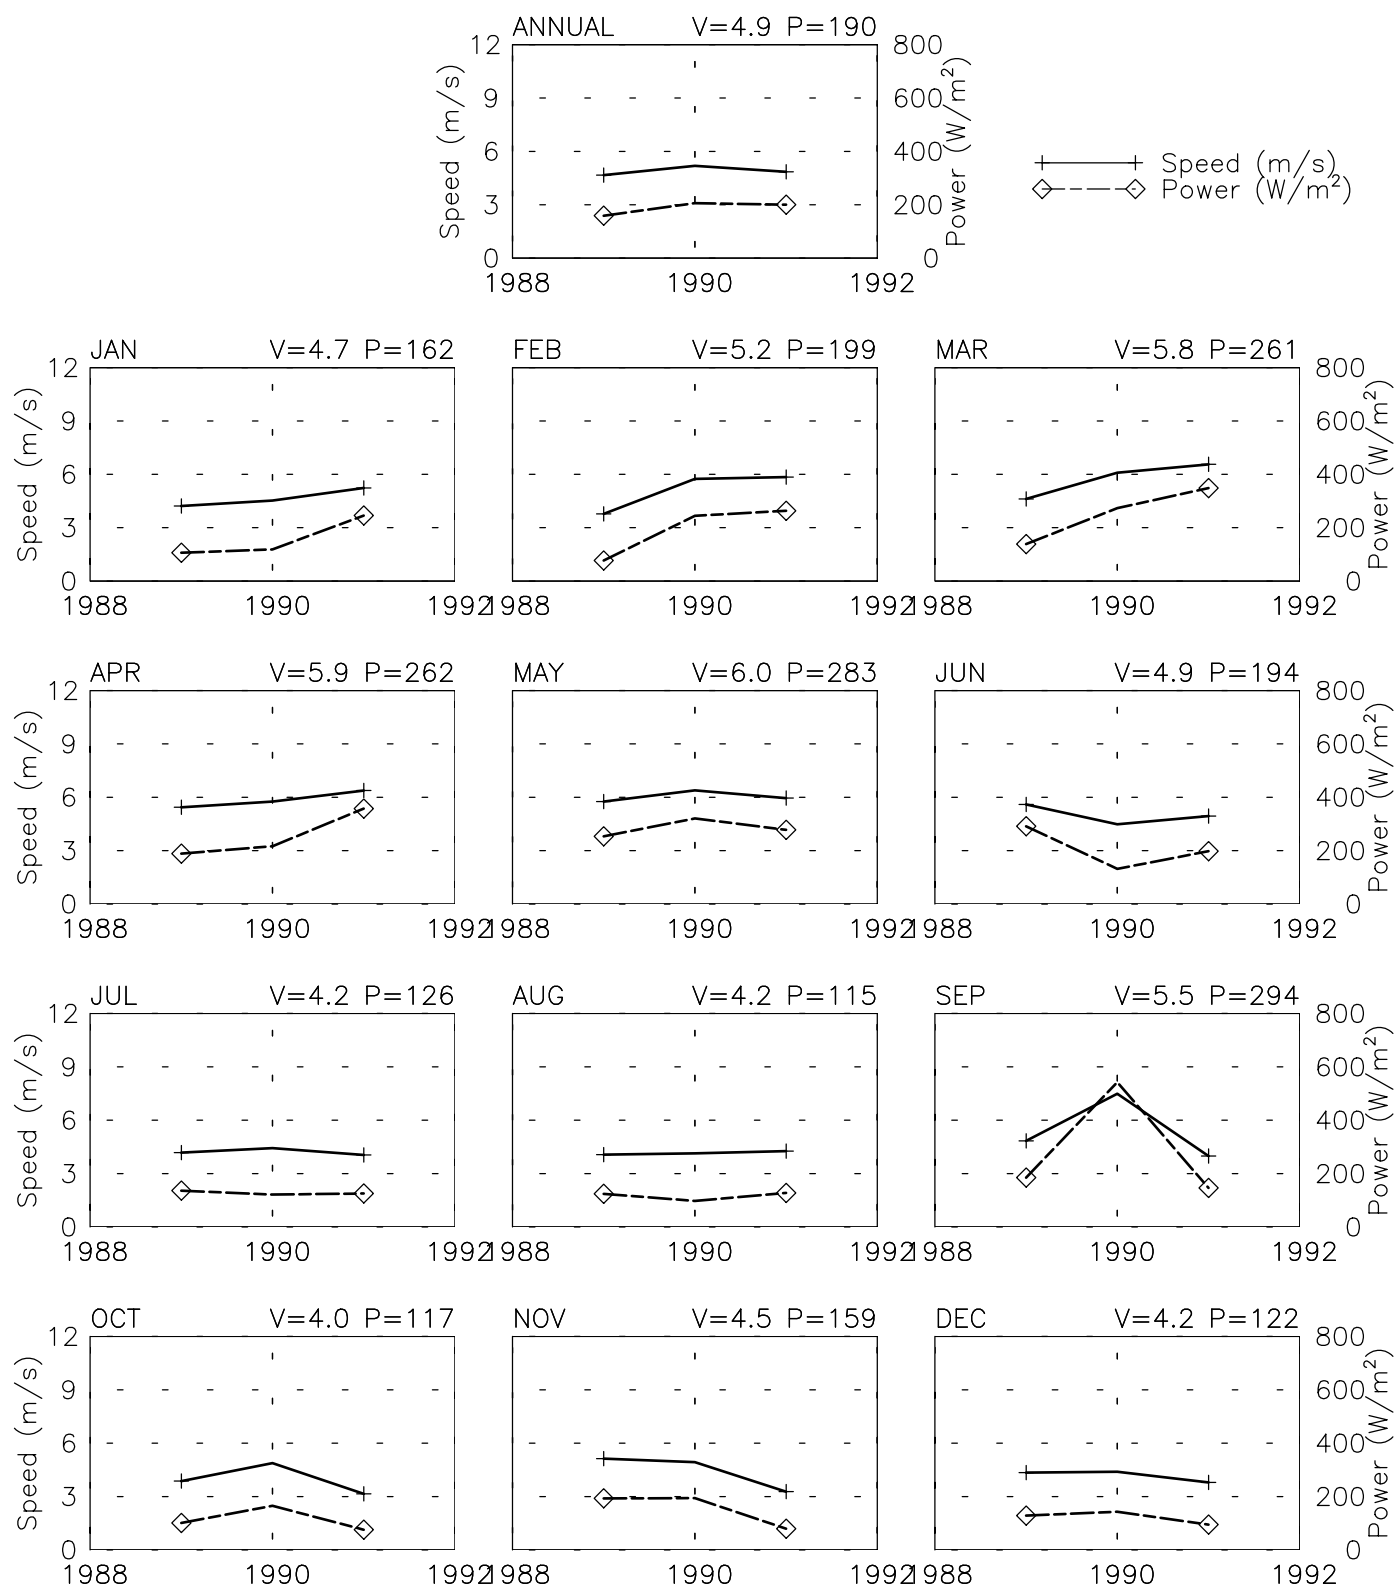 ANNUAL V=4.9 P=190
12 800
9 600
6 400
3 200
0 0
1988 1990 1992
Speed (m/s)
Power (W/m²)
Speed (m/s)
Power (W/m²)
JAN V=4.7 P=162 FEB V=5.2 P=199 MAR V=5.8 P=261
12 800
9 600
6 400
3 200
0 0
Speed (m/s)
Power (W/m²)
1988 1990 1992 1988 1990 1988 1990 1992
APR V=5.9 P=262 MAY V=6.0 P=283 JUN V=4.9 P=194
12 800
9 600
6 400
3 200
0 0
Speed (m/s)
Power (W/m²)
1988 1990 1992 1988 1990 1988 1990 1992
JUL V=4.2 P=126 AUG V=4.2 P=115 SEP V=5.5 P=294
12 800
9 600
6 400
3 200
0 0
Speed (m/s)
Power (W/m²)
1988 1990 1992 1988 1990 1988 1990 1992
OCT V=4.0 P=117 NOV V=4.5 P=159 DEC V=4.2 P=122
12 800
9 600
6 400
3 200
0 0
Speed (m/s)
Power (W/m²)
1988 1990 1992 1988 1990 1988 1990 1992